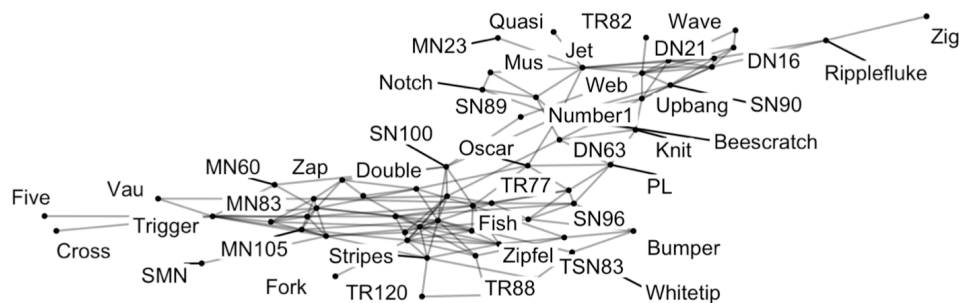 Quasi
TR82
Wave
Zig
MN23
Jet
DN21
Mus
DN16
Ripplefluke
Notch
Web
SN89
Upbang
SN90
Number1
SN100
Beescratch
Oscar
DN63
Knit
MN60
Zap
Double
PL
TR77
Five
Vau
MN83
SN96
Trigger
Fish
Cross
MN105
Stripes
Zipfel
Bumper
SMN
TSN83
Fork
TR120
TR88
Whitetip